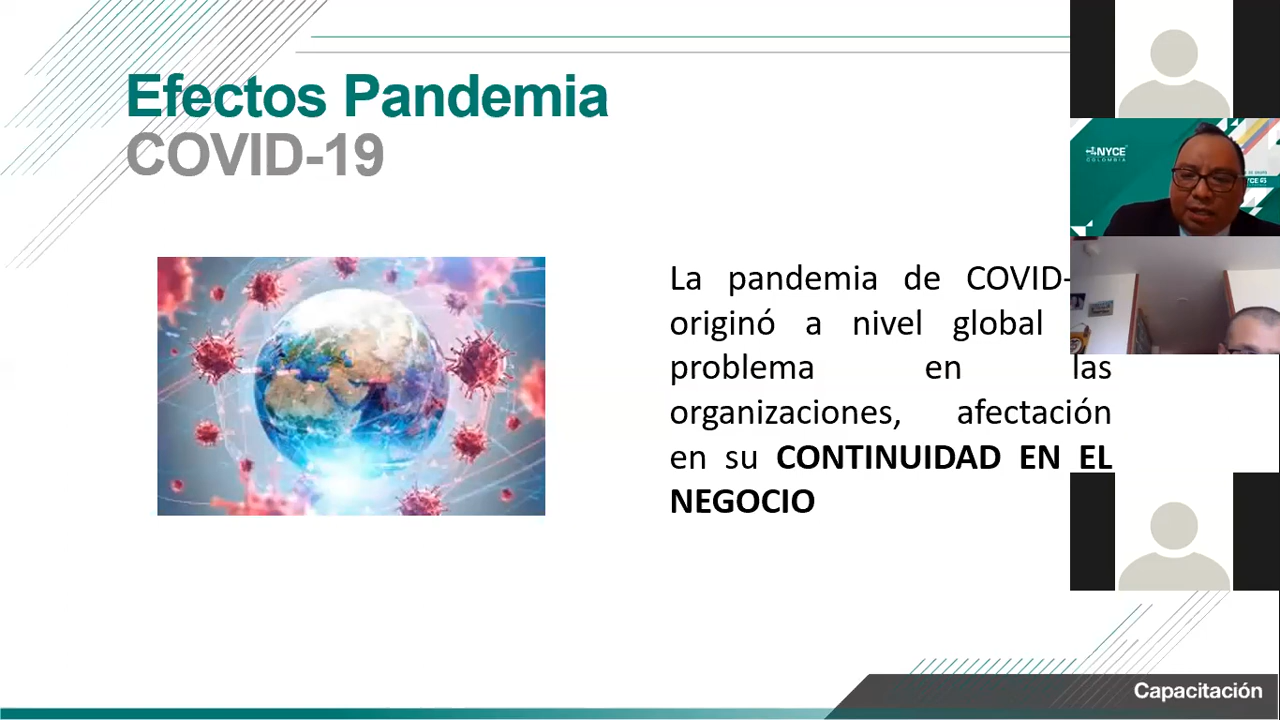 Efectos Pandemia
COVID-19
NYCE
COLOMBIA
La pandemia de COVID-
originó a nivel global
problema en las
organizaciones, afectación
en su CONTINUIDAD EN EL
NEGOCIO
Capacitación